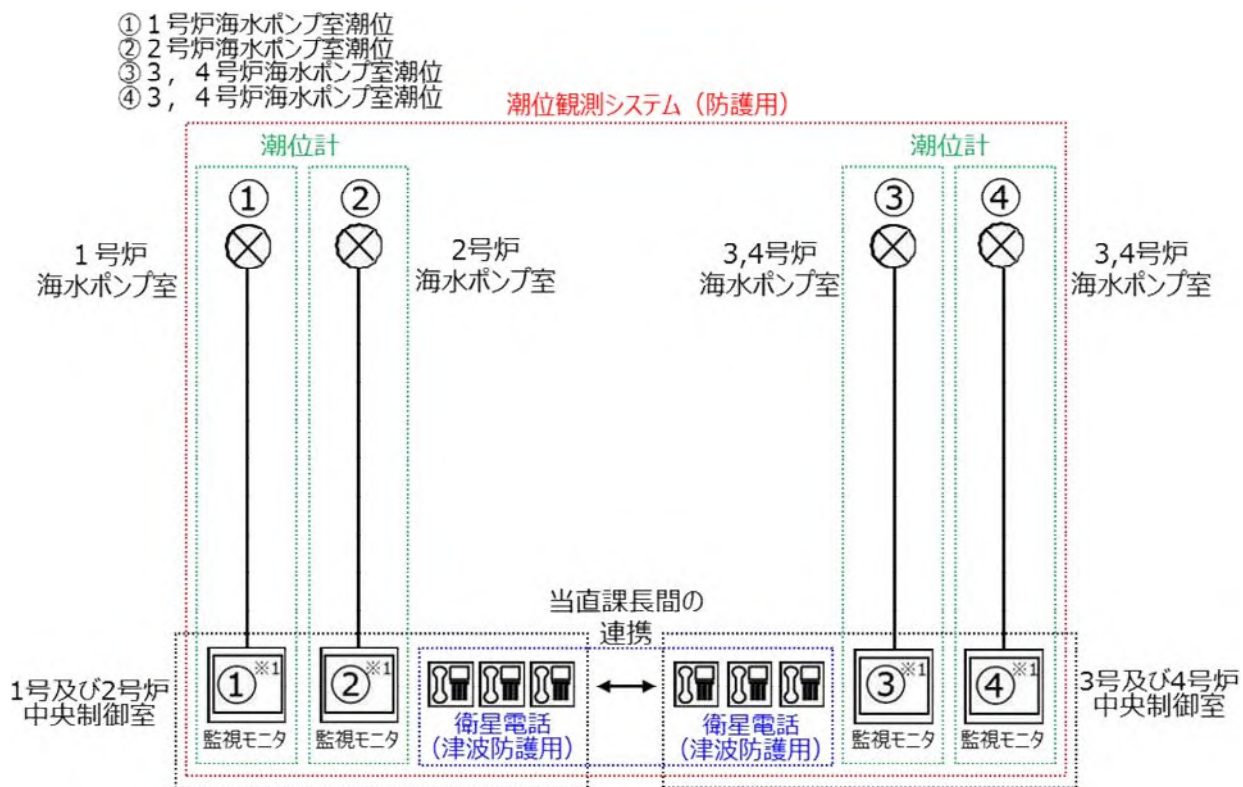 ①１号炉海水ポンプ室潮位
②２号炉海水ポンプ室潮位
③３，４号炉海水ポンプ室潮位
④３，４号炉海水ポンプ室潮位
潮位観測システム（防護用）
潮位計
潮位計
①
②
③
④
1号炉
海水ポンプ室
2号炉
海水ポンプ室
3,4号炉
海水ポンプ室
3,4号炉
海水ポンプ室
当直課長間の
連携
1号及び2号炉
中央制御室
①※1
監視モニタ
②※1
監視モニタ
衛星電話
（津波防護用）
衛星電話
（津波防護用）
③※1
監視モニタ
④※1
監視モニタ
3号及び4号炉
中央制御室